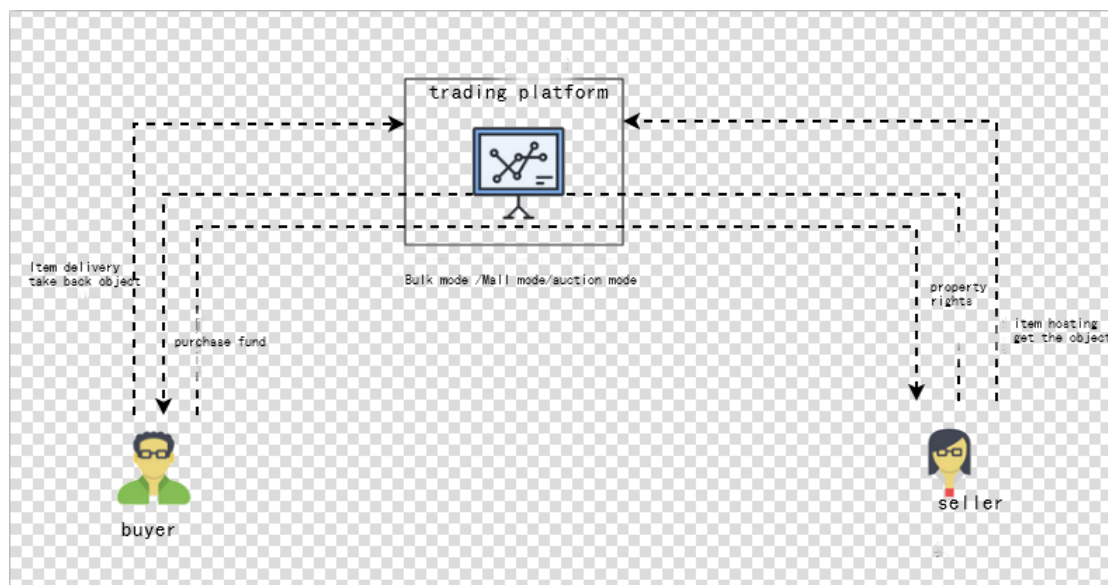 trading platform
Item delivery
take back object
Bulk mode /Mall mode/auction mode
property
rights
item hosting
get the object
purchase fund
buyer
seller